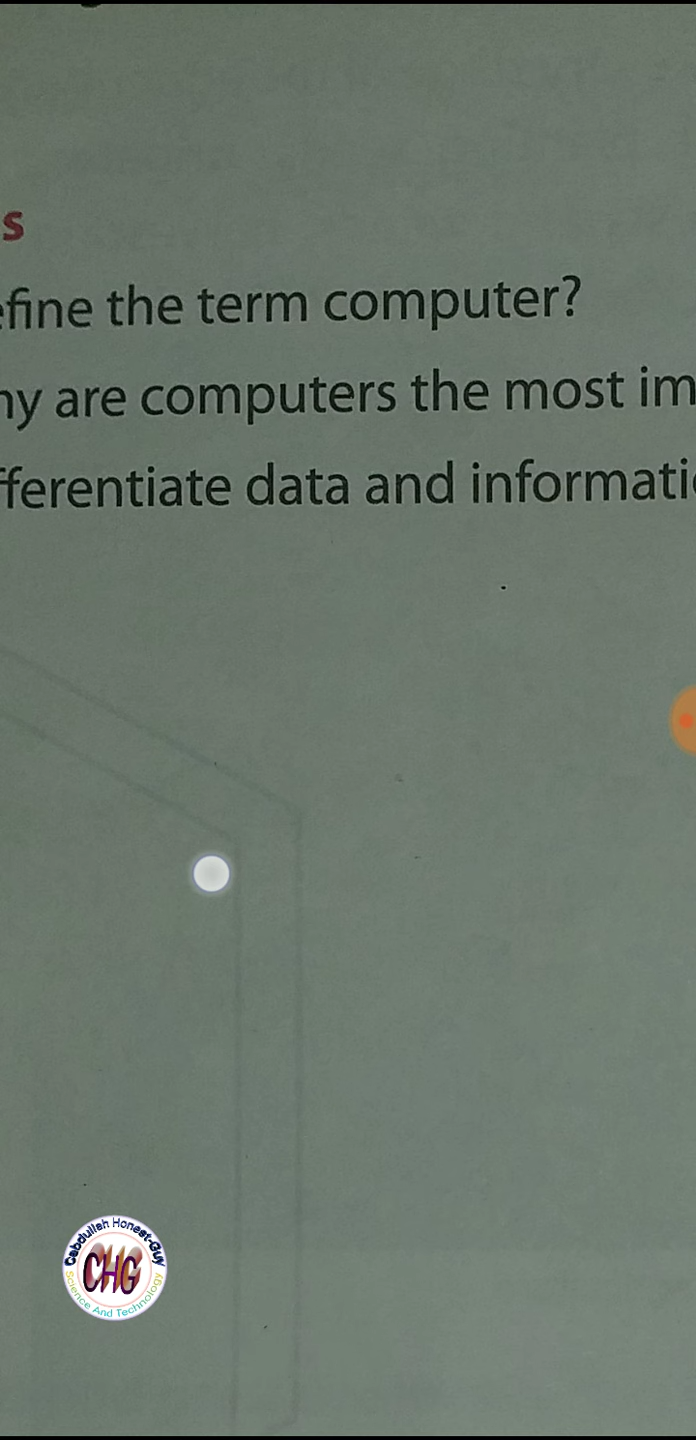 s
efine the term computer?
hy are computers the most im
fferentiate data and informati
Cabdullah Honest-Guy
CHG
Science And Technology